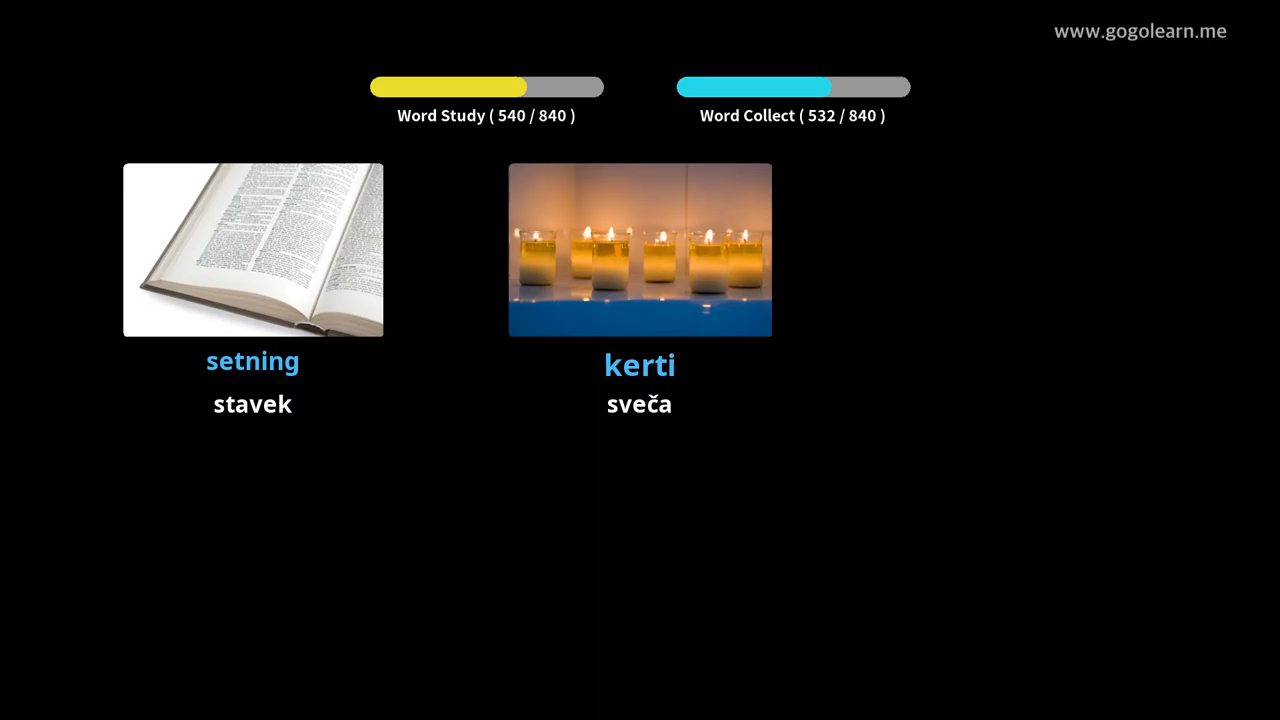 www.gogolearn.me
Word Study ( 540 / 840 )
Word Collect ( 532 / 840 )
setning
stavek
kerti
sveča